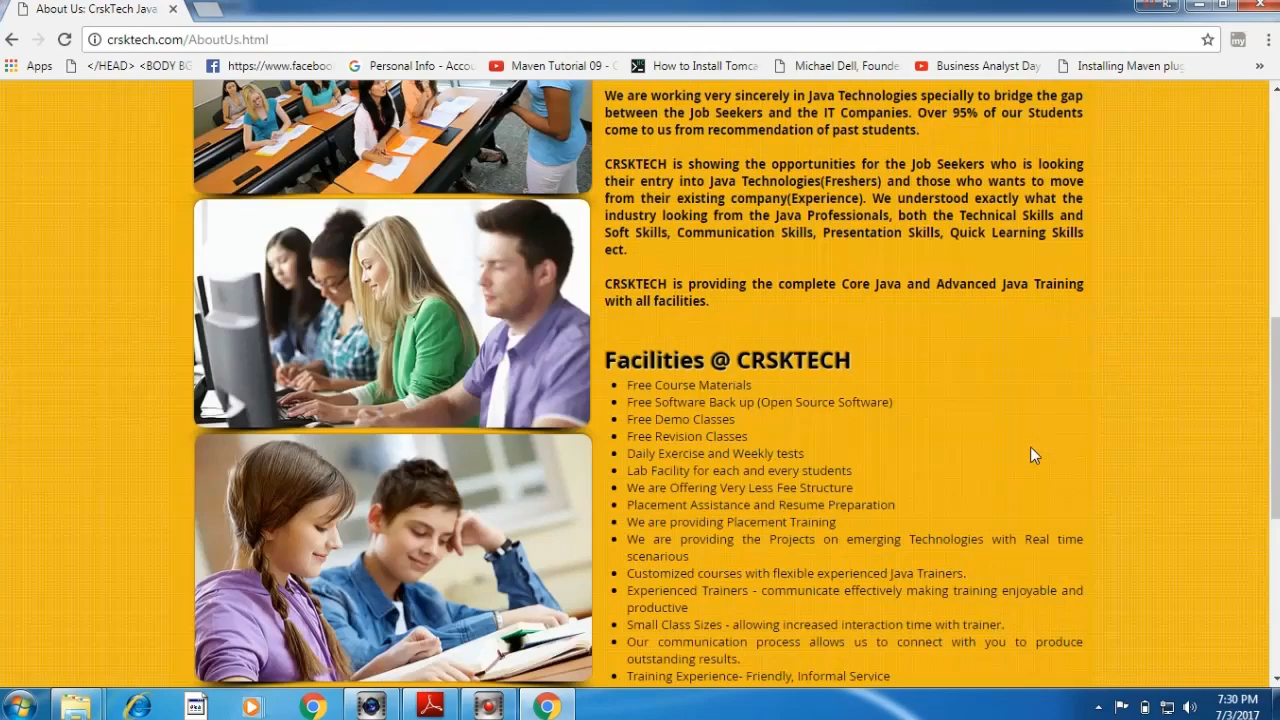 About Us: CrskTech Java
R.
crsktech.com/AboutUs.html
my
Apps </HEAD> <BODY BG https://www.faceboo Personal Info - Accou Maven Tutorial 09 - How to Install Tomca Michael Dell, Founde Business Analyst Day Installing Maven plug »
We are working very sincerely in Java Technologies specially to bridge the gap
between the Job Seekers and the IT Companies. Over 95% of our Students
come to us from recommendation of past students.
CRSKTECH is showing the opportunities for the Job Seekers who is looking
their entry into Java Technologies(Freshers) and those who wants to move
from their existing company(Experience). We understood exactly what the
industry looking from the Java Professionals, both the Technical Skills and
Soft Skills, Communication Skills, Presentation Skills, Quick Learning Skills
ect.
CRSKTECH is providing the complete Core Java and Advanced Java Training
with all facilities.
Facilities @ CRSKTECH
• Free Course Materials
• Free Software Back up (Open Source Software)
• Free Demo Classes
• Free Revision Classes
• Daily Exercise and Weekly tests
• Lab Facility for each and every students
• We are Offering Very Less Fee Structure
• Placement Assistance and Resume Preparation
• We are providing Placement Training
• We are providing the Projects on emerging Technologies with Real time
scenarious
• Customized courses with flexible experienced Java Trainers.
• Experienced Trainers - communicate effectively making training enjoyable and
productive
• Small Class Sizes - allowing increased interaction time with trainer.
• Our communication process allows us to connect with you to produce
outstanding results.
• Training Experience- Friendly, Informal Service
7:30 PM
7/3/2017